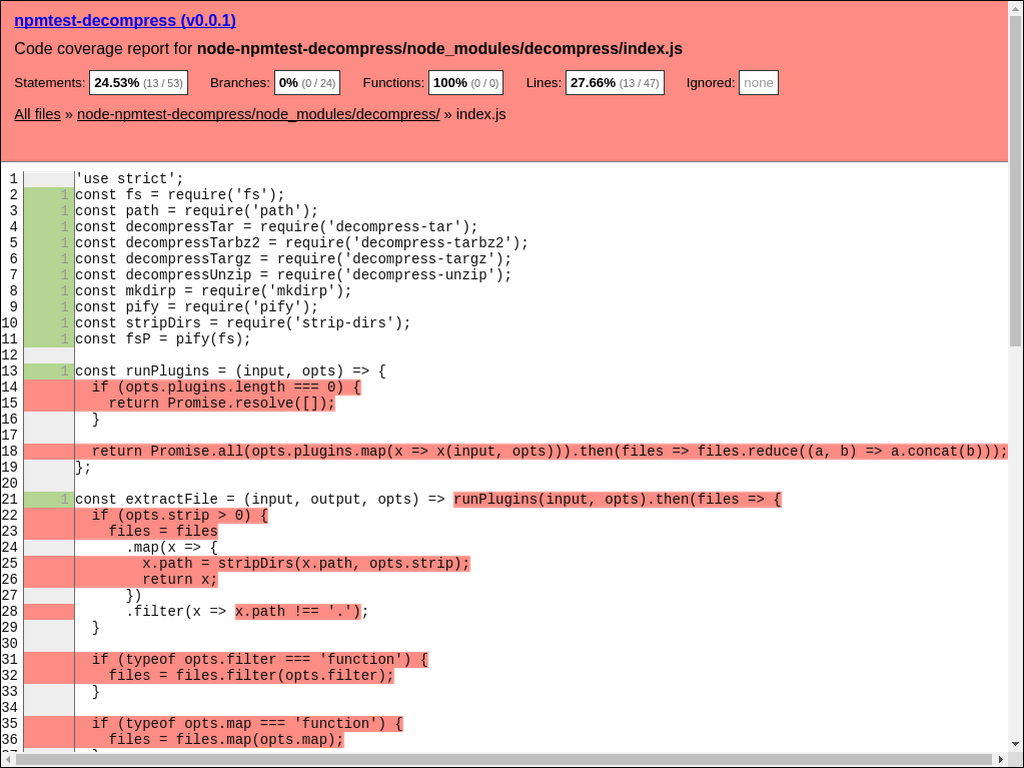 npmtest-decompress (v0.0.1)
Code coverage report for node-npmtest-decompress/node_modules/decompress/index.js
Statements: 24.53% (13 / 53) Branches: 0% (0 / 24) Functions: 100% (0 / 0) Lines: 27.66% (13 / 47) Ignored: none
All files » node-npmtest-decompress/node_modules/decompress/ » index.js
1 'use strict';
2 1 const fs = require('fs');
3 1 const path = require('path');
4 1 const decompressTar = require('decompress-tar');
5 1 const decompressTarbz2 = require('decompress-tarbz2');
6 1 const decompressTargz = require('decompress-targz');
7 1 const decompressUnzip = require('decompress-unzip');
8 1 const mkdirp = require('mkdirp');
9 1 const pify = require('pify');
10 1 const stripDirs = require('strip-dirs');
11 1 const fsP = pify(fs);
12
13 1 const runPlugins = (input, opts) => {
14 if (opts.plugins.length === 0) {
15 return Promise.resolve([]);
16 }
17
18 return Promise.all(opts.plugins.map(x => x(input, opts))).then(files => files.reduce((a, b) => a.concat(b)));
19 };
20
21 1 const extractFile = (input, output, opts) => runPlugins(input, opts).then(files => {
22 if (opts.strip > 0) {
23 files = files
24 .map(x => {
25 x.path = stripDirs(x.path, opts.strip);
26 return x;
27 })
28 .filter(x => x.path !== '.');
29 }
30
31 if (typeof opts.filter === 'function') {
32 files = files.filter(opts.filter);
33 }
34
35 if (typeof opts.map === 'function') {
36 files = files.map(opts.map);